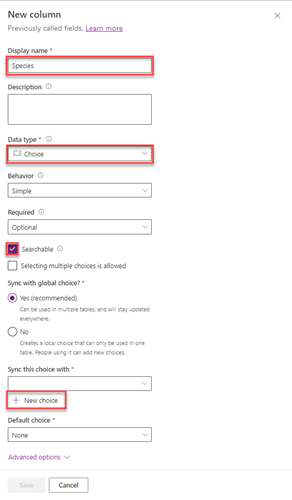 New column
Previously called fields. Learn more
Display name *
Species
Description
Data type *
Choice
Behavior
Simple
Required
Optional
Searchable
Selecting multiple choices is allowed
Sync with global choice? *
Yes (recommended)
Can be used in multiple tables, and will stay updated
everywhere.
No
Creates a local choice that can only be used in one
table. People using it can add new choices.
Sync this choice with *
+ New choice
Default choice *
None
Advanced options
Save
Cancel